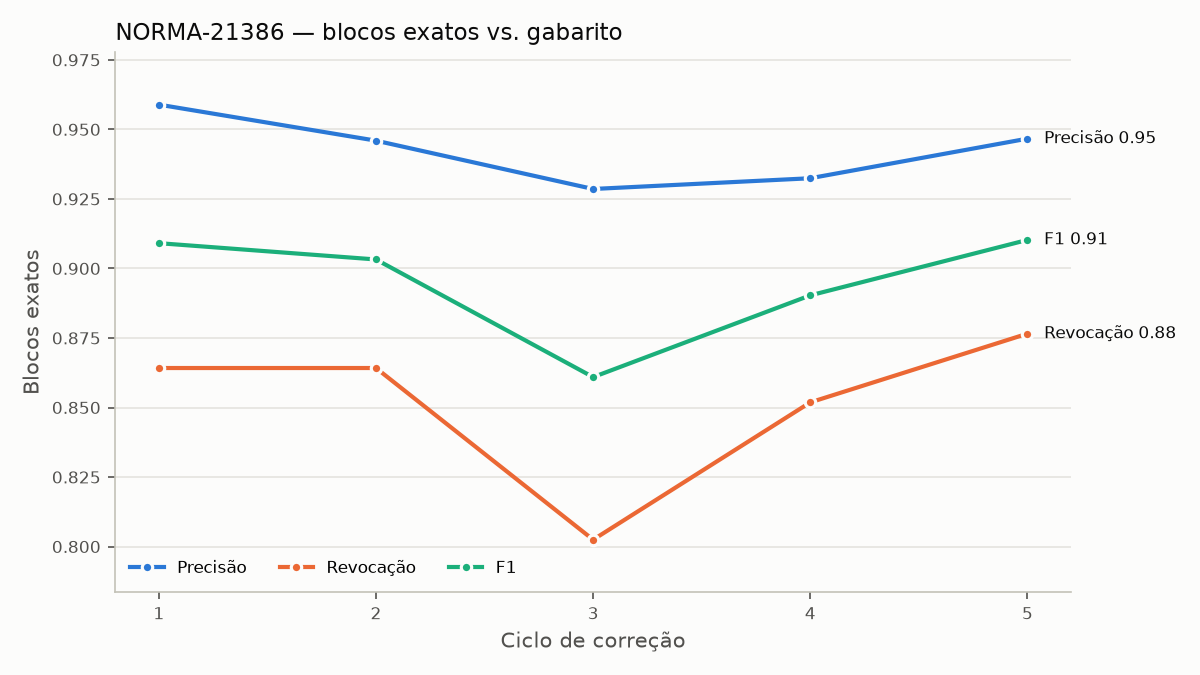 NORMA-21386 — blocos exatos vs. gabarito
Blocos exatos
0.975
0.950
0.925
0.900
0.875
0.850
0.825
0.800
Precisão 0.95
F1 0.91
Revocação 0.88
Precisão Revocação F1
1 2 3 4 5
Ciclo de correção